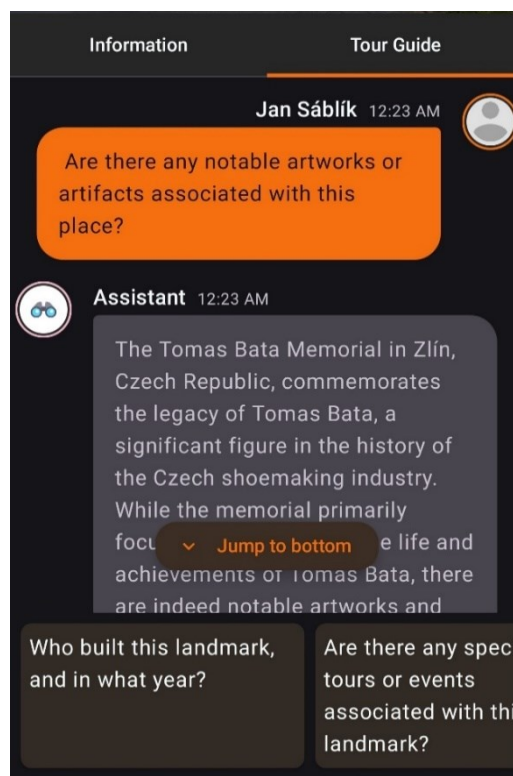 Information
Tour Guide
Jan Sáblík 12:23 AM
Are there any notable artworks or
artifacts associated with this
place?
Assistant 12:23 AM
The Tomas Bata Memorial in Zlín,
Czech Republic, commemorates
the legacy of Tomas Bata, a
significant figure in the history of
the Czech shoemaking industry.
While the memorial primarily
e life and
Jump to bottom
achievements of Tomas Bata, there
are indeed notable artworks and
Who built this landmark,
and in what year?
Are there any spec
tours or events
associated with thi
landmark?